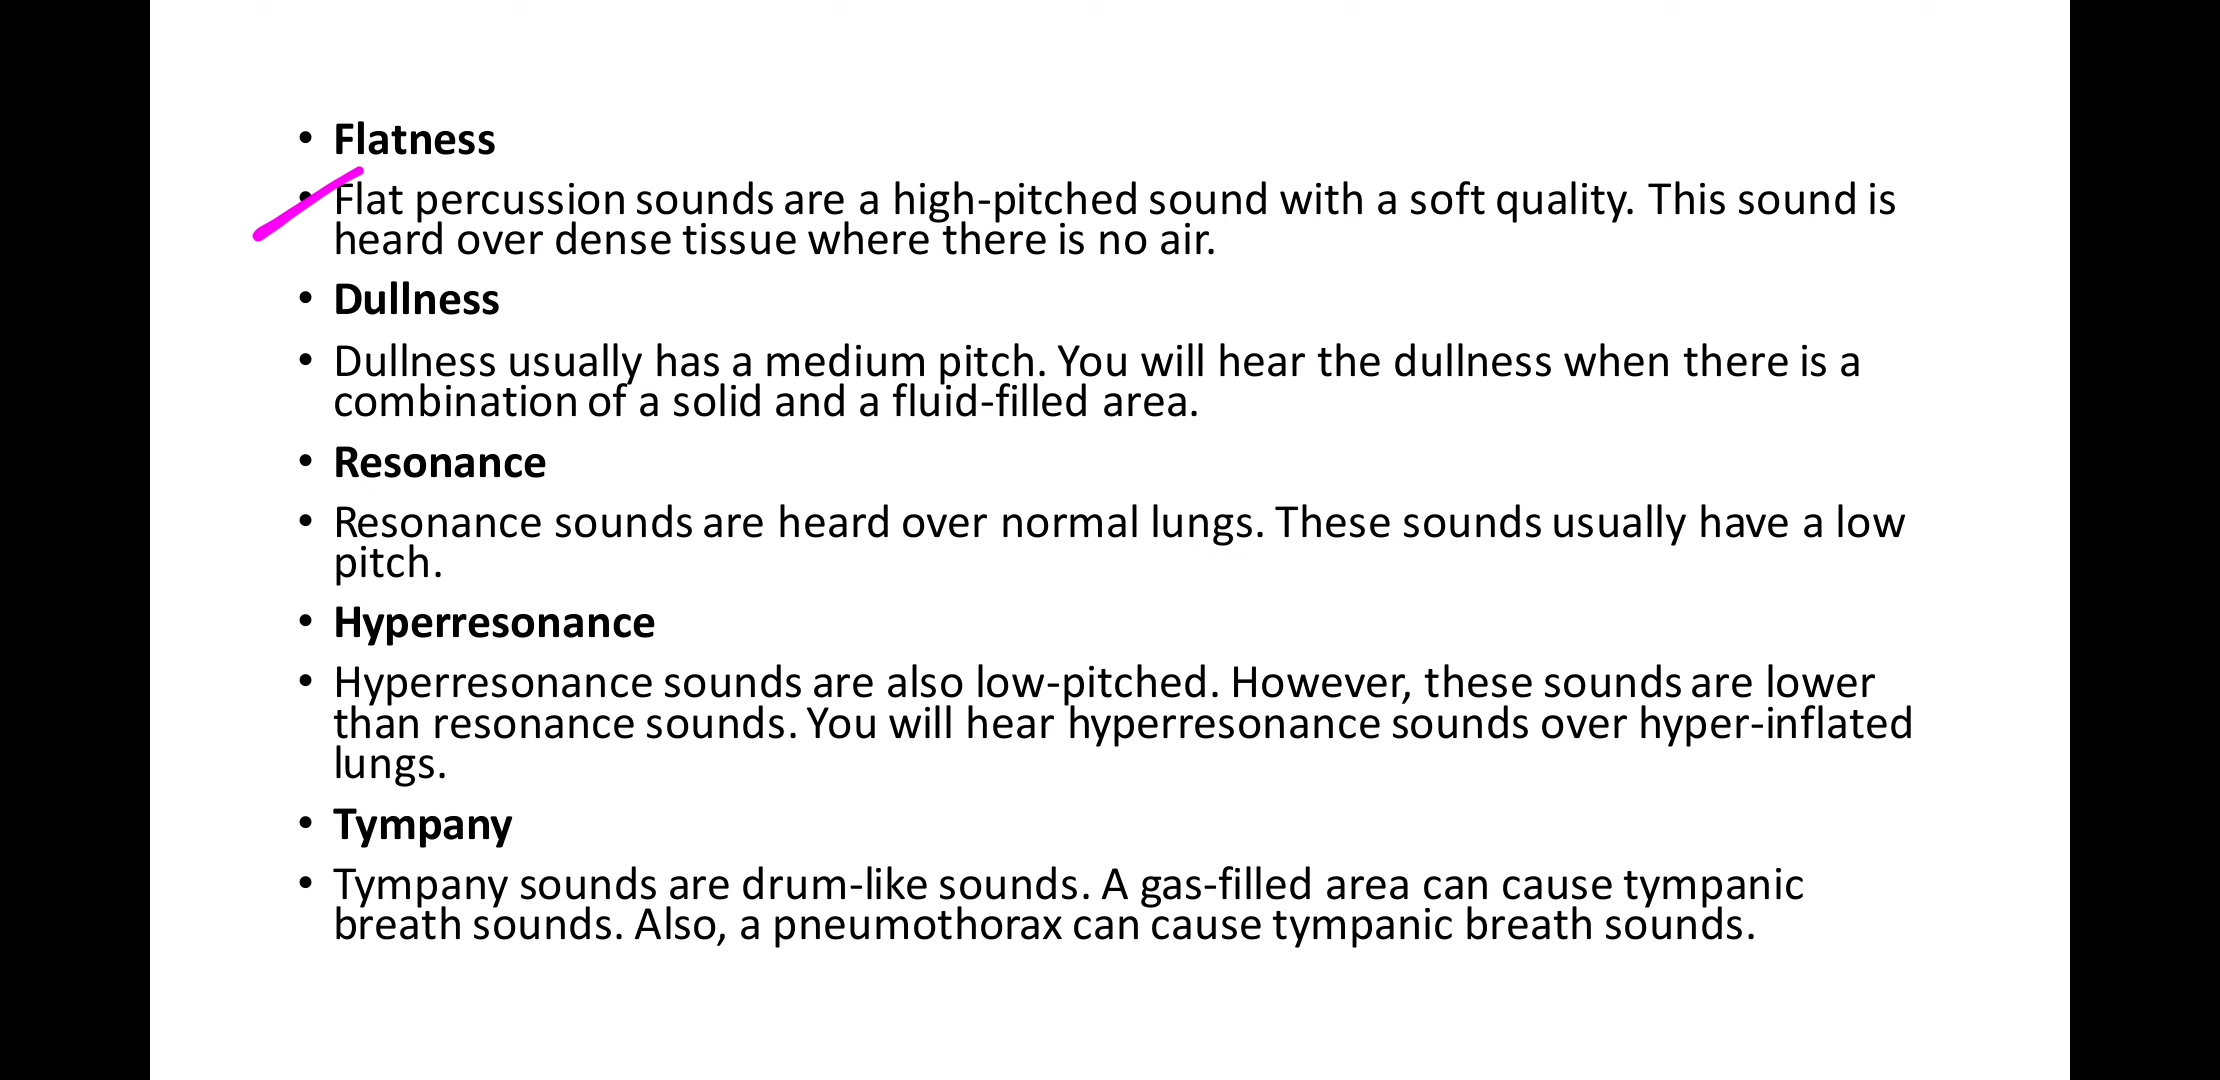 • Flatness
• Flat percussion sounds are a high-pitched sound with a soft quality. This sound is
heard over dense tissue where there is no air.
• Dullness
• Dullness usually has a medium pitch. You will hear the dullness when there is a
combination of a solid and a fluid-filled area.
• Resonance
• Resonance sounds are heard over normal lungs. These sounds usually have a low
pitch.
• Hyperresonance
• Hyperresonance sounds are also low-pitched. However, these sounds are lower
than resonance sounds. You will hear hyperresonance sounds over hyper-inflated
lungs.
• Tympany
• Tympany sounds are drum-like sounds. A gas-filled area can cause tympanic
breath sounds. Also, a pneumothorax can cause tympanic breath sounds.